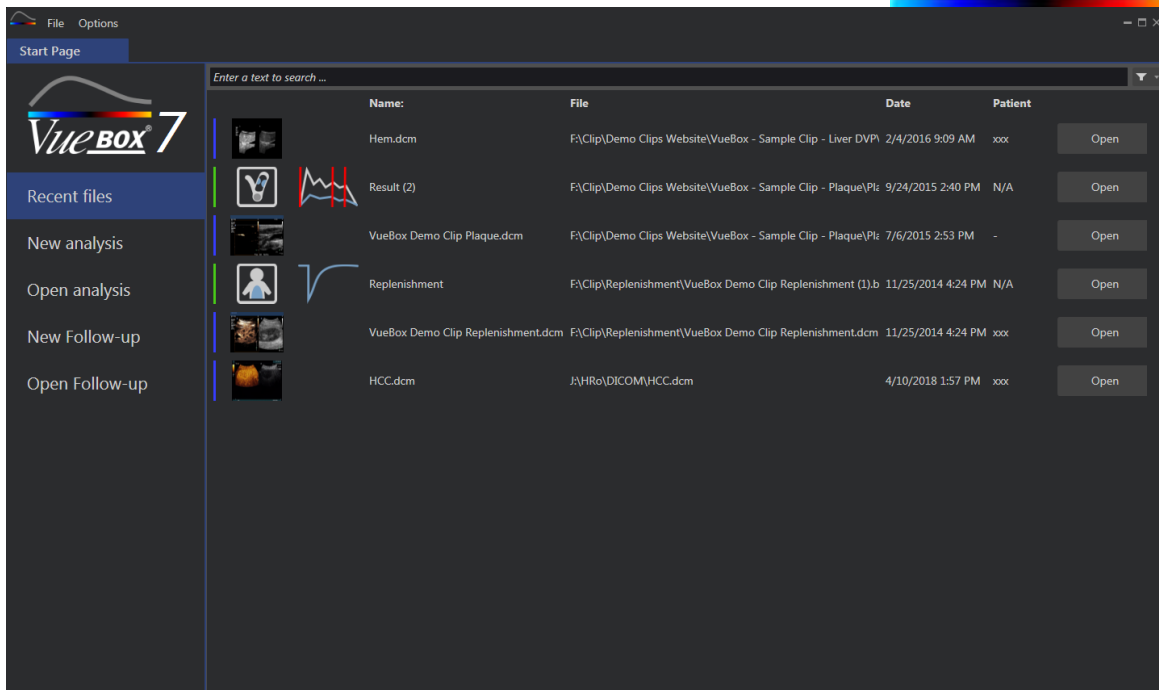 File Options
Start Page
Enter a text to search ...
VUEBOX® 7
Recent files
New analysis
Open analysis
New Follow-up
Open Follow-up
Name: File Date Patient
Hem.dcm F:\Clip\Demo Clips Website\VueBox - Sample Clip - Liver DVP\ 2/4/2016 9:09 AM xxx Open
Result (2) F:\Clip\Demo Clips Website\VueBox - Sample Clip - Plaque\Pla 9/24/2015 2:40 PM N/A Open
VueBox Demo Clip Plaque.dcm F:\Clip\Demo Clips Website\VueBox - Sample Clip - Plaque\Pla 7/6/2015 2:53 PM - Open
Replenishment F:\Clip\Replenishment\VueBox Demo Clip Replenishment (1).b 11/25/2014 4:24 PM N/A Open
VueBox Demo Clip Replenishment.dcm F:\Clip\Replenishment\VueBox Demo Clip Replenishment.dcm 11/25/2014 4:24 PM xxx Open
HCC.dcm J:\HRo\DICOM\HCC.dcm 4/10/2018 1:57 PM xxx Open